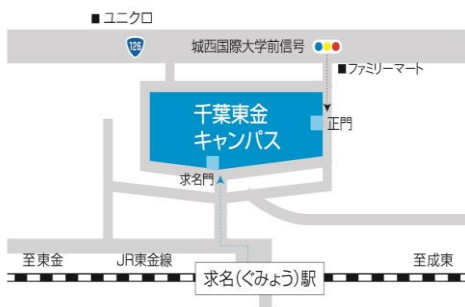 ■ユニクロ
126
城西国際大学前信号
■ファミリーマート
千葉東金
キャンパス
正門
求名門
至東金
JR東金線
至成東
求名(ぐみょう)駅